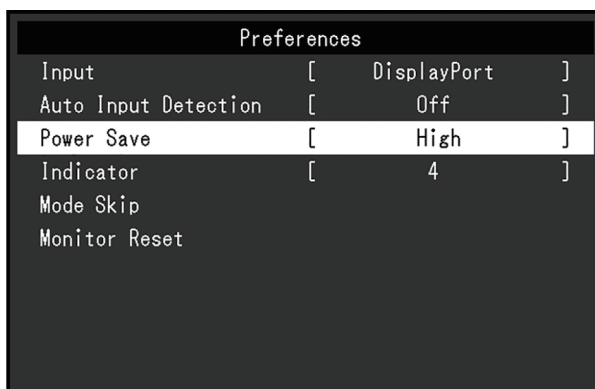 Preferences
Input [ DisplayPort ]
Auto Input Detection [ Off ]
Power Save [ High ]
Indicator [ 4 ]
Mode Skip
Monitor Reset